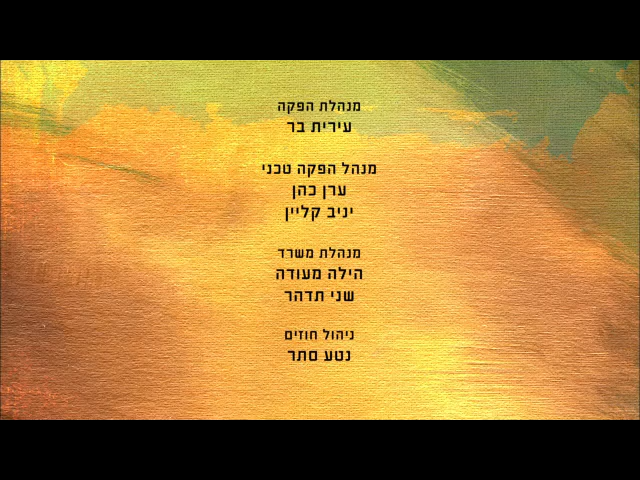 מנהלת הפקה
עירית בר
מנהל הפקה טכני
ערן כהן
יניב קליין
מנהלת משרד
הילה מעודה
שני תדהר
ניהול חוזים
נטע סתר